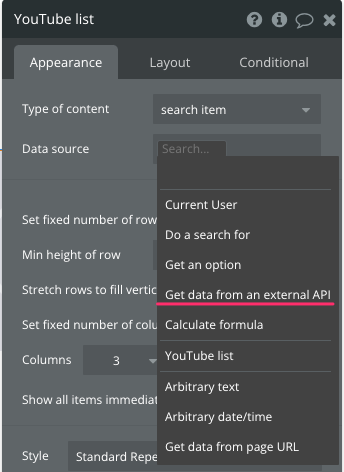 YouTube list
Appearance Layout Conditional
Type of content search item
Data source Search...
Current User
Do a search for
Get an option
Get data from an external API
Calculate formula
YouTube list
Arbitrary text
Arbitrary date/time
Get data from page URL
Set fixed number of row
Min height of row
Stretch rows to fill vertic
Set fixed number of colu
Columns 3
Show all items immediat
Style Standard Repe